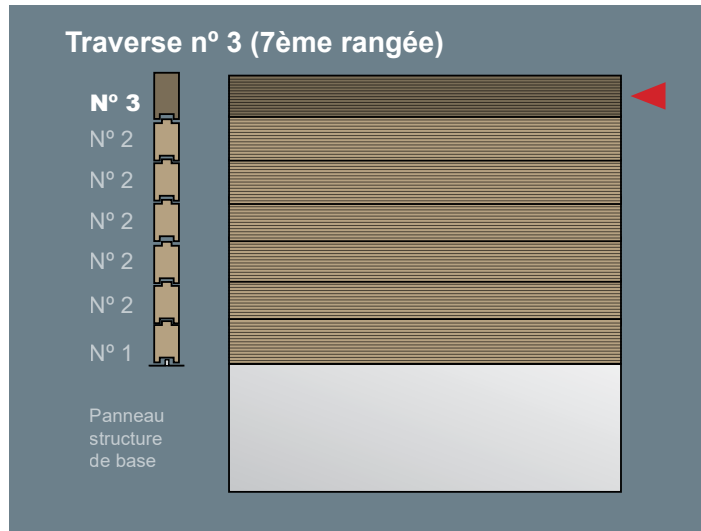 Traverse nº 3 (7ème rangée)
Nº 3
Nº 2
Nº 2
Nº 2
Nº 2
Nº 2
Nº 1
Panneau
structure
de base